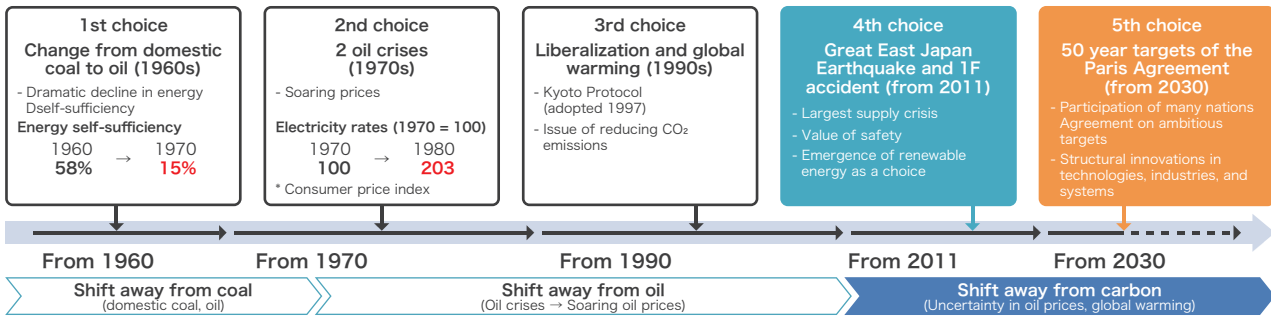 1st choice
Change from domestic
coal to oil (1960s)
- Dramatic decline in energy
Dself-sufficiency
Energy self-sufficiency
1960 → 1970
58% 15%
2nd choice
2 oil crises
(1970s)
- Soaring prices
Electricity rates (1970 = 100)
1970 → 1980
100 203
* Consumer price index
3rd choice
Liberalization and global
warming (1990s)
- Kyoto Protocol
(adopted 1997)
- Issue of reducing CO₂
emissions
4th choice
Great East Japan
Earthquake and 1F
accident (from 2011)
- Largest supply crisis
- Value of safety
- Emergence of renewable
energy as a choice
5th choice
50 year targets of the
Paris Agreement
(from 2030)
- Participation of many nations
Agreement on ambitious
targets
- Structural innovations in
technologies, industries, and
systems
From 1960
From 1970
From 1990
From 2011
From 2030
Shift away from coal
(domestic coal, oil)
Shift away from oil
(Oil crises → Soaring oil prices)
Shift away from carbon
(Uncertainty in oil prices, global warming)